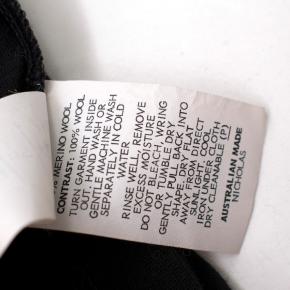 % MERINO WOOL
CONTRAST: 100% WOOL
TURN GARMENT INSIDE
OUT, HAND WASH OR
GENTLE MACHINE WASH
SEPARATELY IN COLD
WATER
RINSE WELL, REMOVE
EXCESS MOISTURE
DO NOT BLEACH, WRING
OR TUMBLE DRY
GENTLY PULL BACK INTO
SHAPE, DRY FLAT
AWAY FROM DIRECT
SUNLIGHT, COOL
IRON UNDER CLOTH
DRY CLEANABLE (P)
AUSTRALIAN MADE
NICHOLAS